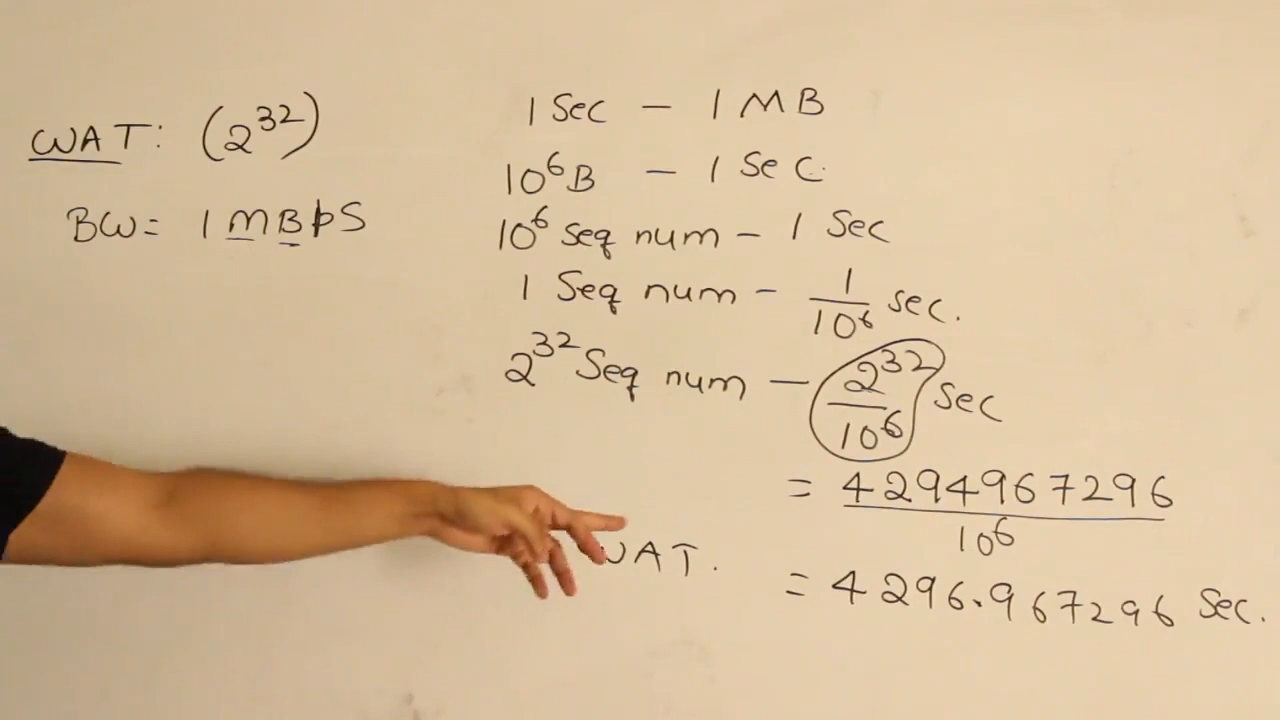 WAT: (2^32)
BW= 1 MBpS
1 Sec – 1 MB
10^6 B – 1 Sec.
10^6 seq num – 1 Sec
1 Seq num – 1/10^6 sec.
2^32 Seq num – 2^32/10^6 sec
= 4294967296/10^6
WAT.
= 4296.967296 Sec.